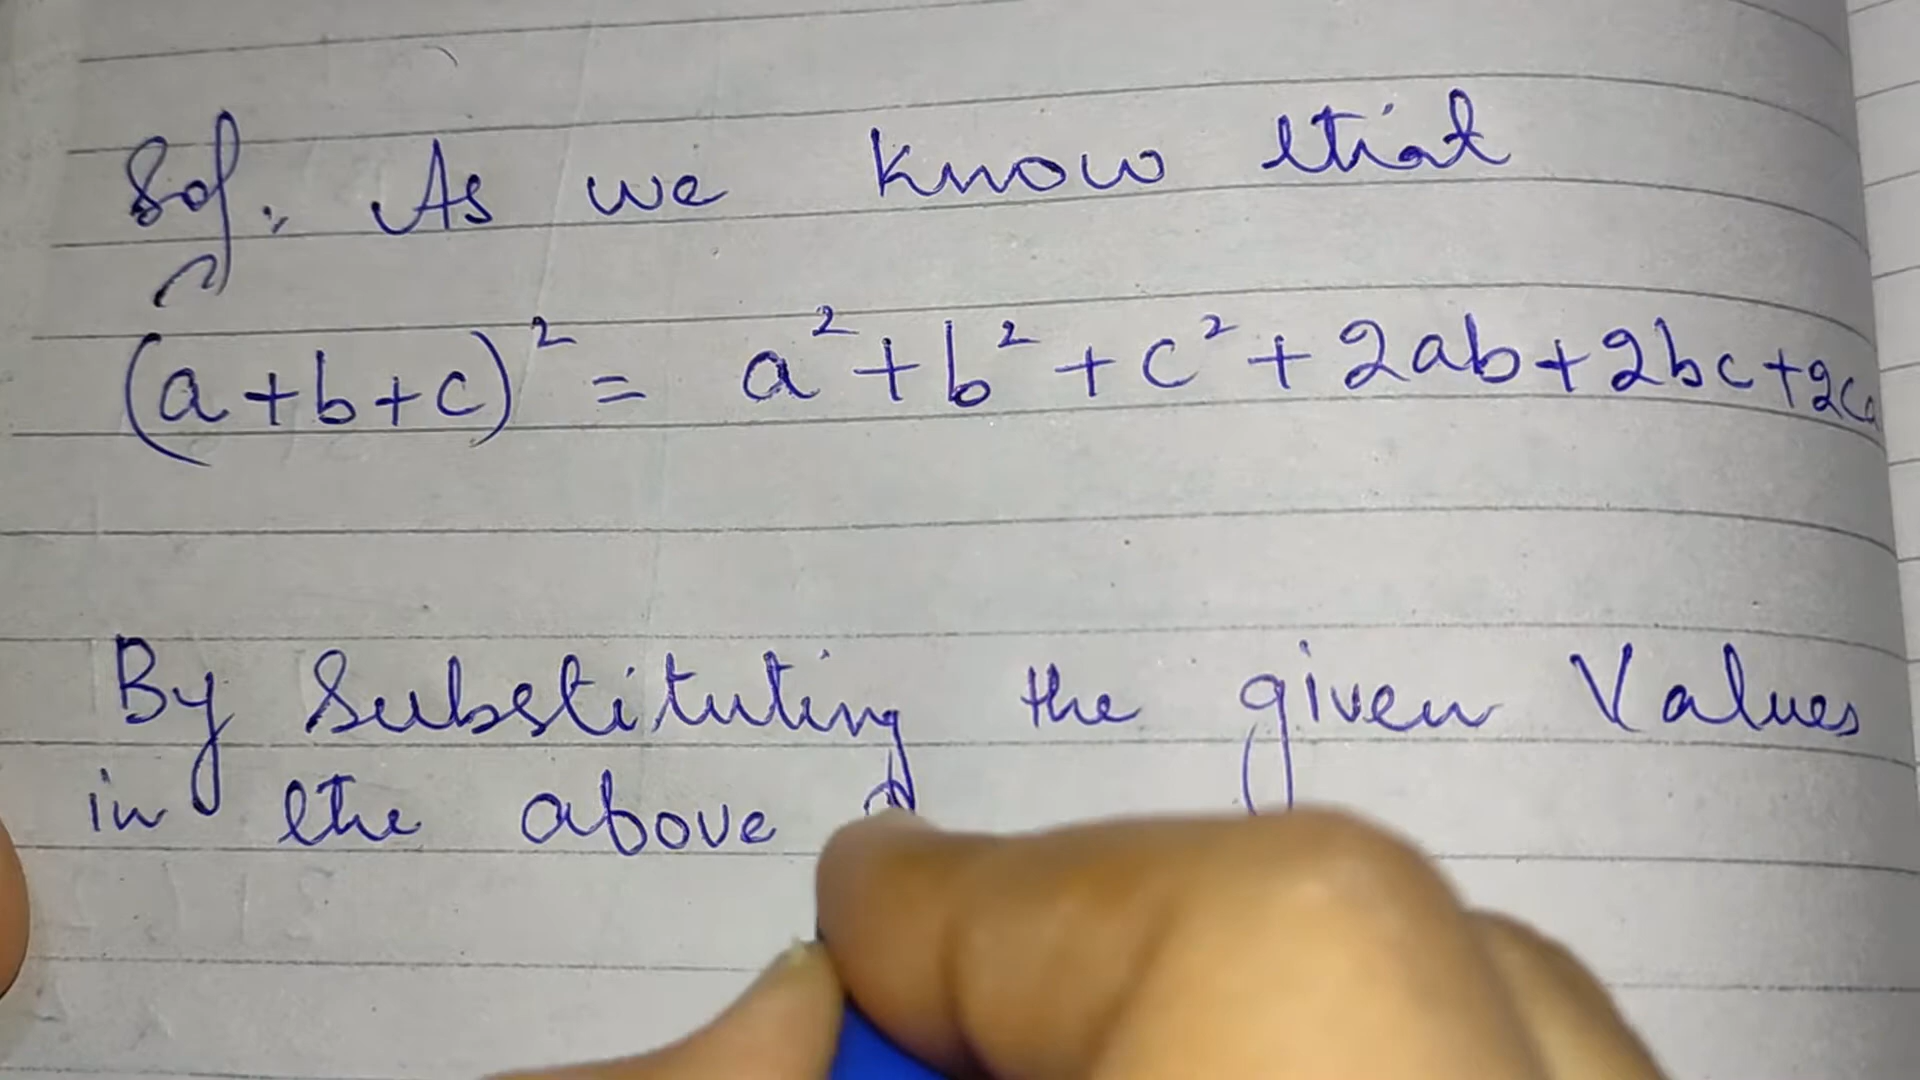 Sol. As we know that
(a+b+c)² = a²+b²+c²+2ab+2bc+2ca
By Substituting the given Values
in the above